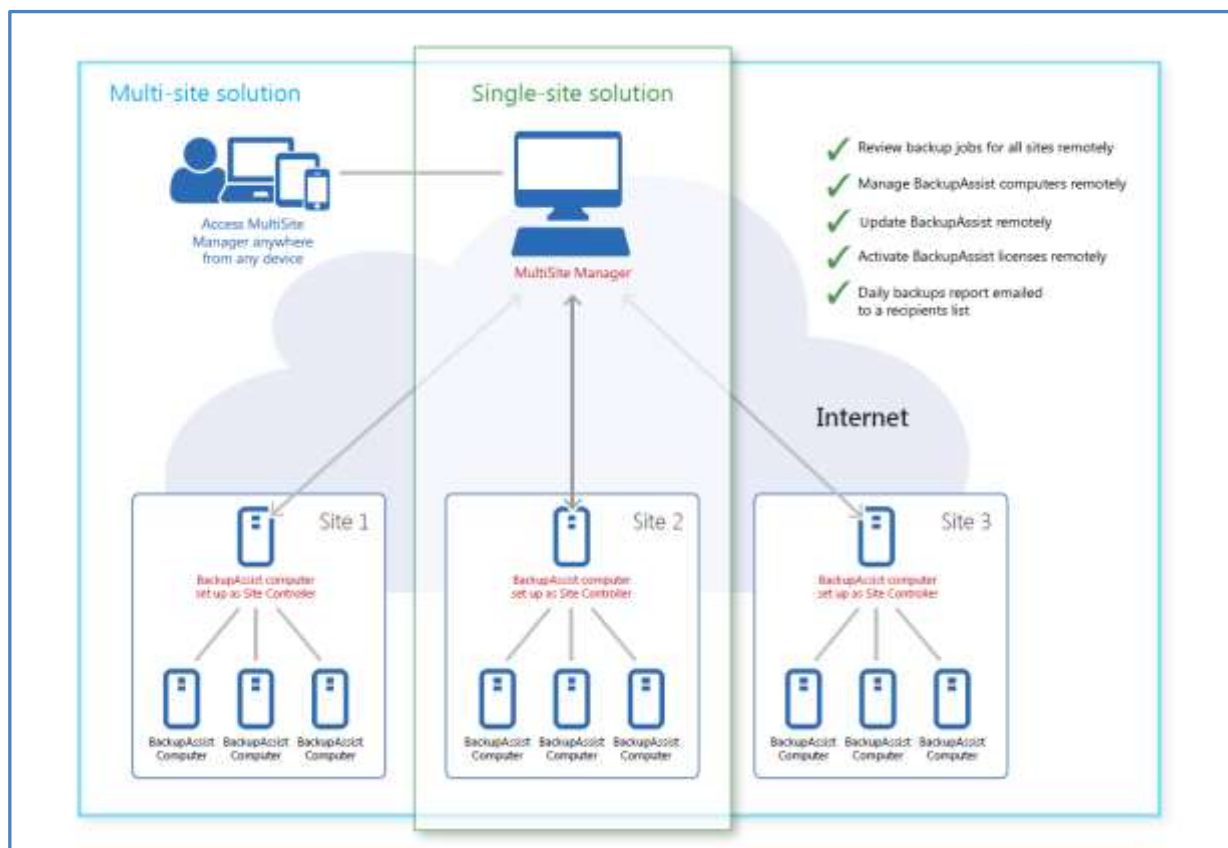 Multi-site solution
Single-site solution
Access MultiSite
Manager anywhere
from any device
MultiSite Manager
Review backup jobs for all sites remotely
Manage BackupAssist computers remotely
Update BackupAssist remotely
Activate BackupAssist licenses remotely
Daily backups report emailed
to a recipients list
Internet
Site 1
BackupAssist computer
set up as Site Controller
BackupAssist
Computer
BackupAssist
Computer
BackupAssist
Computer
Site 2
BackupAssist computer
set up as Site Controller
BackupAssist
Computer
BackupAssist
Computer
BackupAssist
Computer
Site 3
BackupAssist computer
set up as Site Controller
BackupAssist
Computer
BackupAssist
Computer
BackupAssist
Computer